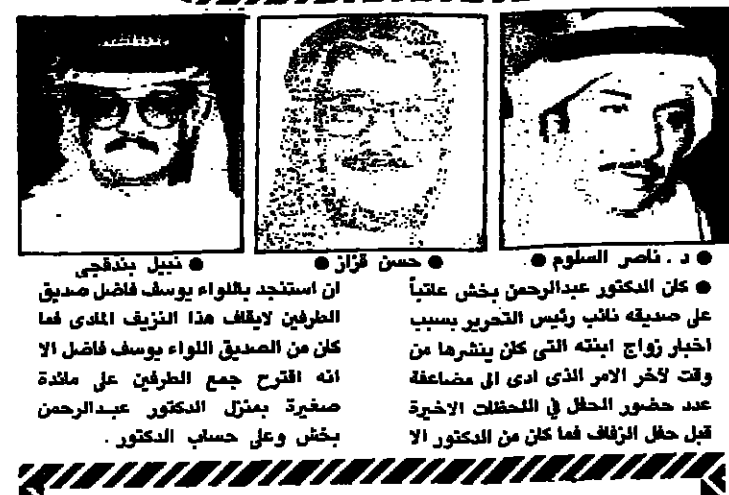 ● د . ناصر السلوم ●
● حسن قزاز ●
● نبيل بندقجى
● كان الدكتور عبدالرحمن بخش عاتباً
على صديقه نائب رئيس التحرير بسبب
اخبار زواج ابنته التى كان ينشرها من
وقت لآخر الامر الذى ادى الى مضاعفة
عدد حضور الحفل في اللحظات الاخيرة
قبل حفل الزفاف فما كان من الدكتور الا
ان استنجد باللواء يوسف فاضل صديق
الطرفين لايقاف هذا النزيف المادى فما
كان من الصديق اللواء يوسف فاضل الا
انه اقترح جمع الطرفين على مائدة
صغيرة بمنزل الدكتور عبدالرحمن
بخش وعلى حساب الدكتور .